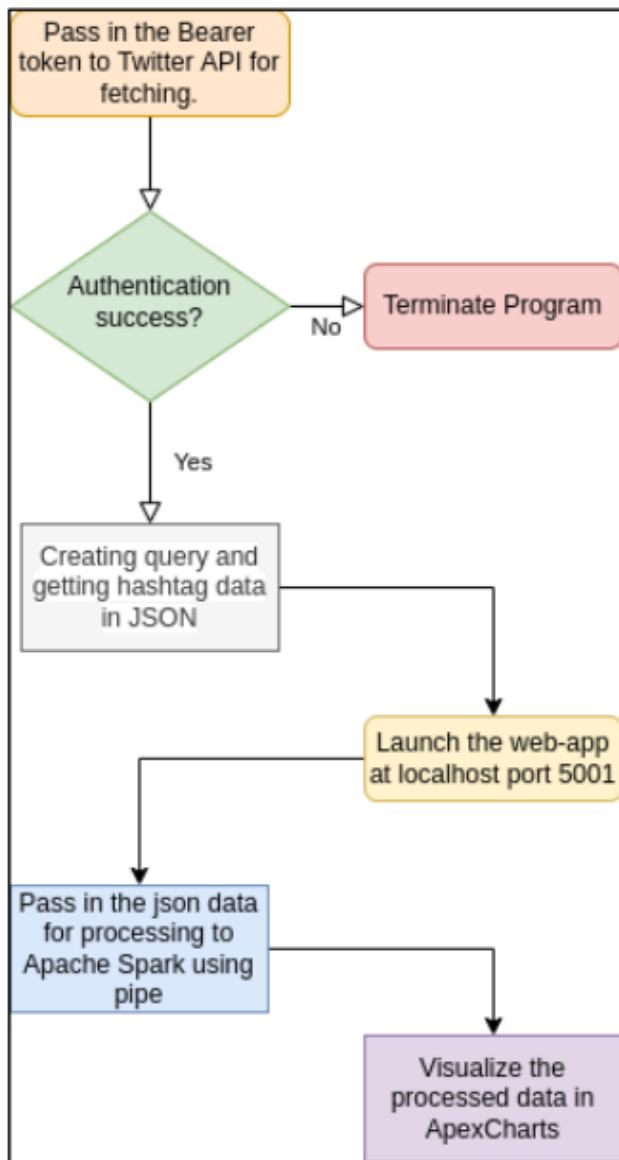 Pass in the Bearer
token to Twitter API for
fetching.
Authentication
success?
No
Terminate Program
Yes
Creating query and
getting hashtag data
in JSON
Launch the web-app
at localhost port 5001
Pass in the json data
for processing to
Apache Spark using
pipe
Visualize the
processed data in
ApexCharts